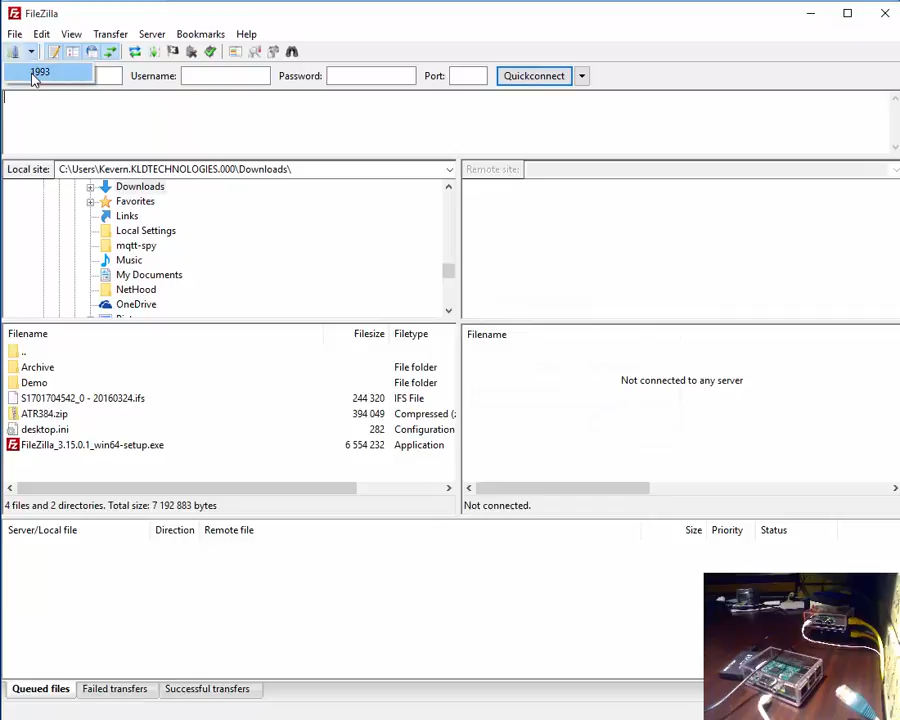 FileZilla
File Edit View Transfer Server Bookmarks Help
1993
Username: Password: Port: Quickconnect
Local site: C:\Users\Kevern.KLDTECHNOLOGIES.000\Downloads\
Remote site:
Downloads
Favorites
Links
Local Settings
mqtt-spy
Music
My Documents
NetHood
OneDrive
Filename Filesize Filetype
..
Archive File folder
Demo File folder
S1701704542_0 - 20160324.ifs 244 320 IFS File
ATR384.zip 394 049 Compressed (z
desktop.ini 282 Configuration
FileZilla_3.15.0.1_win64-setup.exe 6 554 232 Application
4 files and 2 directories. Total size: 7 192 883 bytes
Filename
Not connected to any server
Not connected.
Server/Local file Direction Remote file Size Priority Status
Queued files Failed transfers Successful transfers